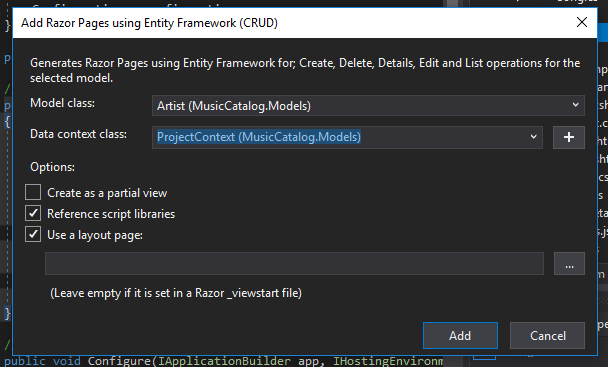 Add Razor Pages using Entity Framework (CRUD)
Generates Razor Pages using Entity Framework for; Create, Delete, Details, Edit and List operations for the
selected model.
Model class:
Artist (MusicCatalog.Models)
Data context class:
ProjectContext (MusicCatalog.Models)
Options:
Create as a partial view
Reference script libraries
Use a layout page:
...
(Leave empty if it is set in a Razor _viewstart file)
Add
Cancel
public void Configure(IApplicationBuilder app, IHostingEnvironm